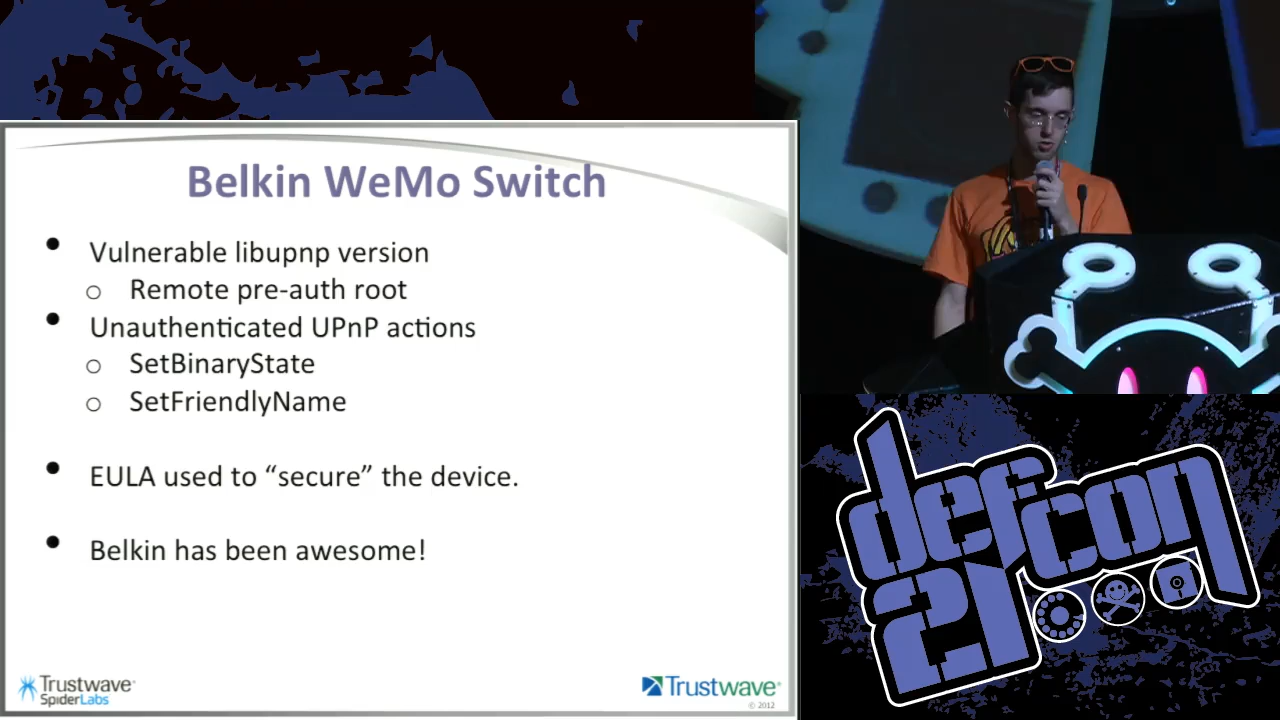 Belkin WeMo Switch
• Vulnerable libupnp version
o Remote pre-auth root
• Unauthenticated UPnP actions
o SetBinaryState
o SetFriendlyName
• EULA used to “secure” the device.
• Belkin has been awesome!
Trustwave®
SpiderLabs
Trustwave®
© 2012
defcon
21